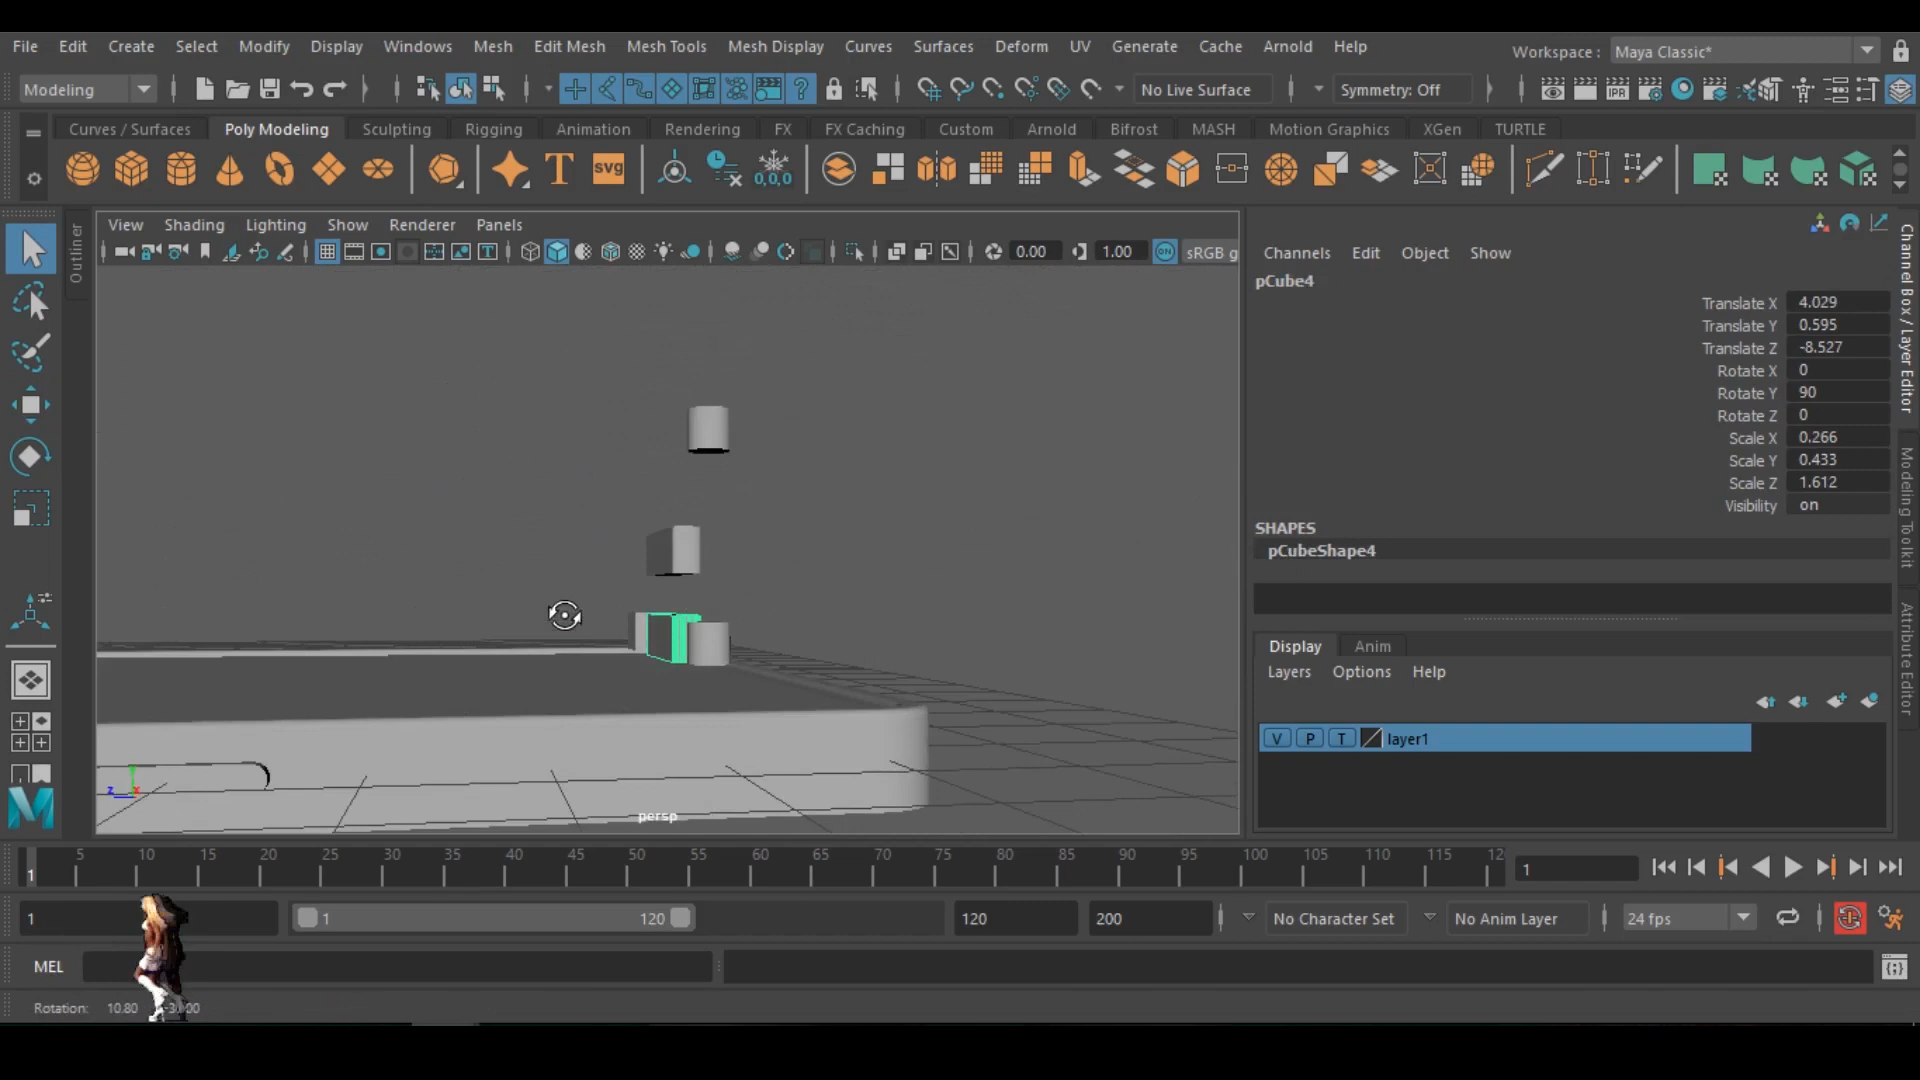 File Edit Create Select Modify Display Windows Mesh Edit Mesh Mesh Tools Mesh Display Curves Surfaces Deform UV Generate Cache Arnold Help Workspace : Maya Classic*
Modeling No Live Surface Symmetry: Off
Curves / Surfaces Poly Modeling Sculpting Rigging Animation Rendering FX FX Caching Custom Arnold Bifrost MASH Motion Graphics XGen TURTLE
T svg 0,0,0
Outliner
View Shading Lighting Show Renderer Panels
0.00 1.00 ON sRGB g
Channels Edit Object Show
pCube4
Translate X 4.029
Translate Y 0.595
Translate Z -8.527
Rotate X 0
Rotate Y 90
Rotate Z 0
Scale X 0.266
Scale Y 0.433
Scale Z 1.612
Visibility on
SHAPES
pCubeShape4
Display Anim
Layers Options Help
V P T layer1
Channel Box / Layer Editor
Modeling Toolkit
Attribute Editor
z x
persp
5 10 15 20 25 30 35 40 45 50 55 60 65 70 75 80 85 90 95 100 105 110 115 12
1 1
1 1 120 120 200 No Character Set No Anim Layer 24 fps
MEL
Rotation: 10.80